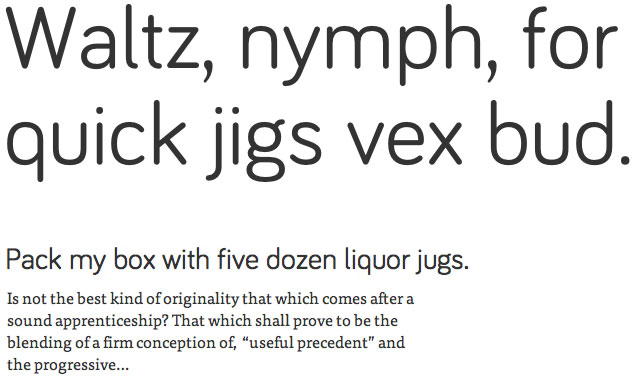 Waltz, nymph, for
quick jigs vex bud.
Pack my box with five dozen liquor jugs.
Is not the best kind of originality that which comes after a
sound apprenticeship? That which shall prove to be the
blending of a firm conception of, “useful precedent” and
the progressive…